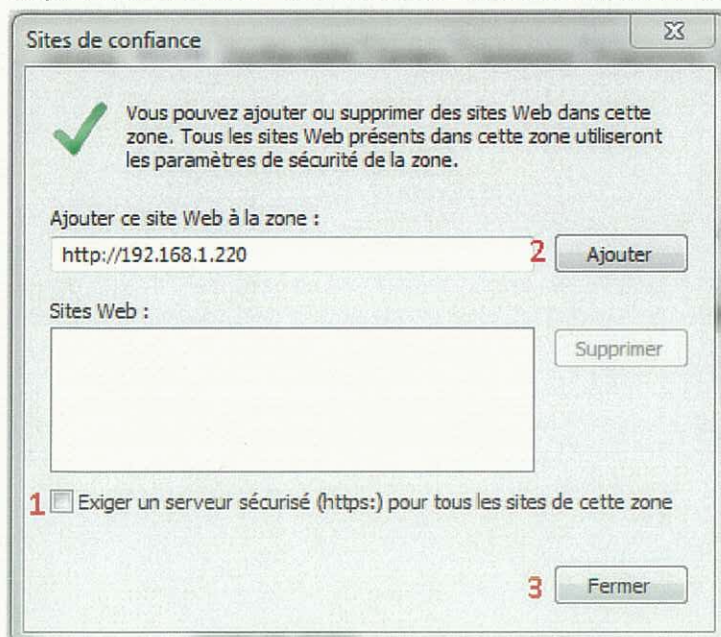 Sites de confiance
Vous pouvez ajouter ou supprimer des sites Web dans cette
zone. Tous les sites Web présents dans cette zone utiliseront
les paramètres de sécurité de la zone.
Ajouter ce site Web à la zone :
http://192.168.1.220
2 Ajouter
Sites Web :
Supprimer
1 Exiger un serveur sécurisé (https:) pour tous les sites de cette zone
3 Fermer